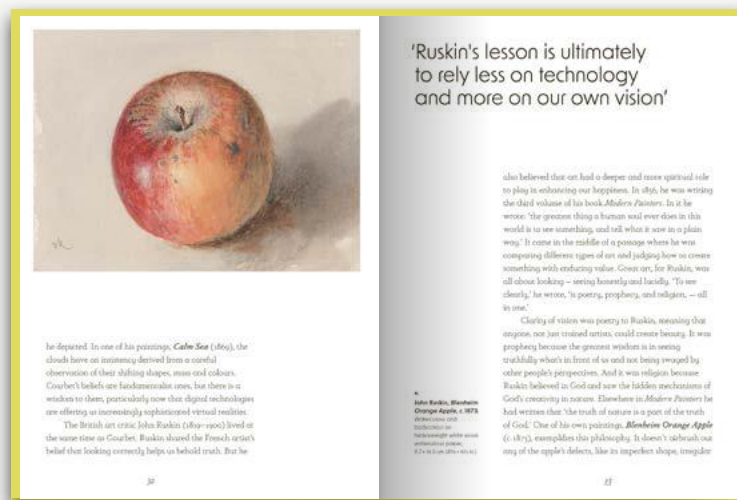 he depicted. In one of his paintings, Calm Sea (1869), the
clouds have an insistency derived from a careful
observation of their shifting shapes, mass and colours.
Courbet's beliefs are fundamentalist ones, but there is a
wisdom to them, particularly now that digital technologies
are offering us increasingly sophisticated virtual realities.
The British art critic John Ruskin (1819–1900) lived at
the same time as Courbet. Ruskin shared the French artist's
belief that looking correctly helps us behold truth. But he
32
'Ruskin's lesson is ultimately
to rely less on technology
and more on our own vision'
also believed that art had a deeper and more spiritual role
to play in enhancing our happiness. In 1856, he was writing
the third volume of his book Modern Painters. In it he
wrote: 'the greatest thing a human soul ever does in this
world is to see something, and tell what it saw in a plain
way.' It came in the middle of a passage where he was
comparing different types of art and judging how to create
something with enduring value. Great art, for Ruskin, was
all about looking – seeing honestly and lucidly. 'To see
clearly,' he wrote, 'is poetry, prophecy, and religion, — all
in one.'
Clarity of vision was poetry to Ruskin, meaning that
anyone, not just trained artists, could create beauty. It was
prophecy because the greatest wisdom is in seeing
truthfully what's in front of us and not being swayed by
other people's perspectives. And it was religion because
Ruskin believed in God and saw the hidden mechanisms of
God's creativity in nature. Elsewhere in Modern Painters he
had written that 'the truth of nature is a part of the truth
of God.' One of his own paintings, Blenheim Orange Apple
(c. 1873), exemplifies this philosophy. It doesn't airbrush out
any of the apple's defects, like its imperfect shape, irregular
John Ruskin, Blenheim
Orange Apple, c. 1873.
Watercolour and
bodycolour on
heavyweight white wove
33